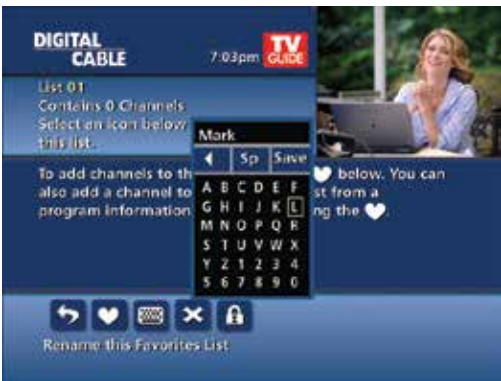 DIGITAL
CABLE
7:03pm
TV
GUIDE
List 01
Contains 0 Channels
Select an icon below
this list.
Mark
Sp Save
A B C D E F
G H I J K L
M N O P Q R
S T U V W X
Y Z 1 2 3 4
5 6 7 8 9 0
To add channels to th below. You can
also add a channel to st from a
program information ng the
Rename this Favorites List